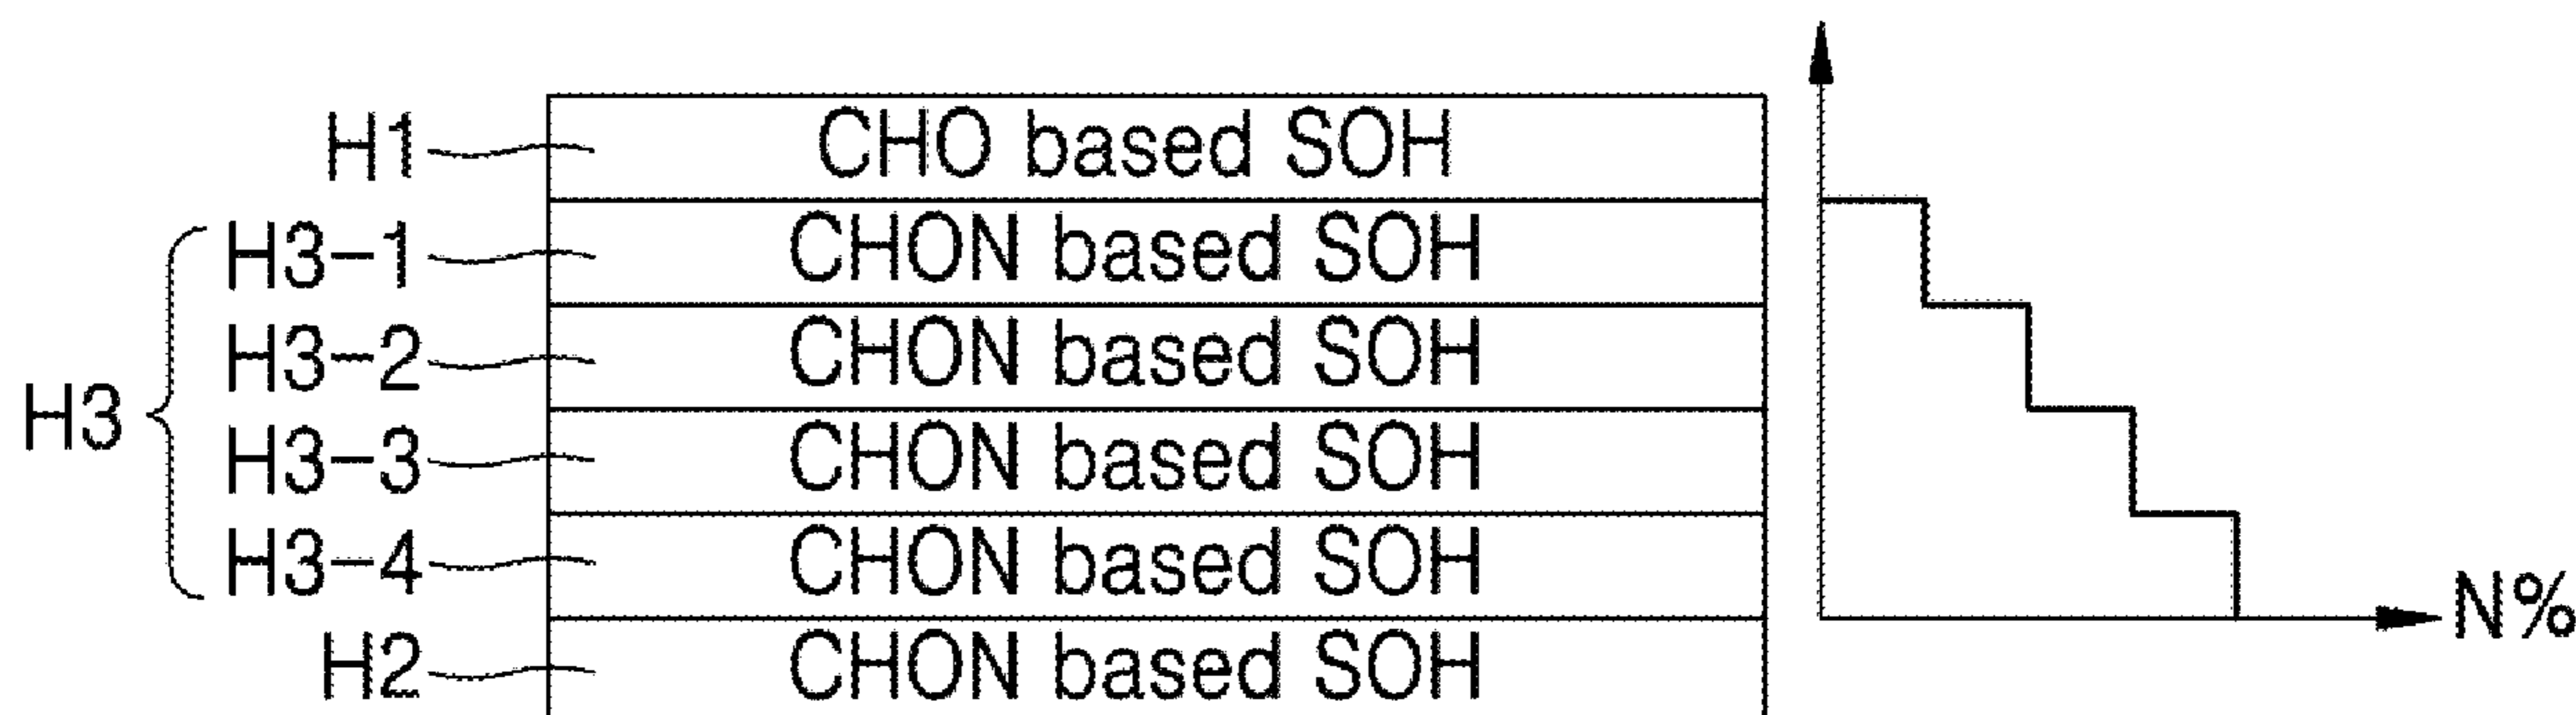 H1 CHO based SOH
H3-1 CHON based SOH
H3-2 CHON based SOH
H3
H3-3 CHON based SOH
H3-4 CHON based SOH
N%
H2 CHON based SOH